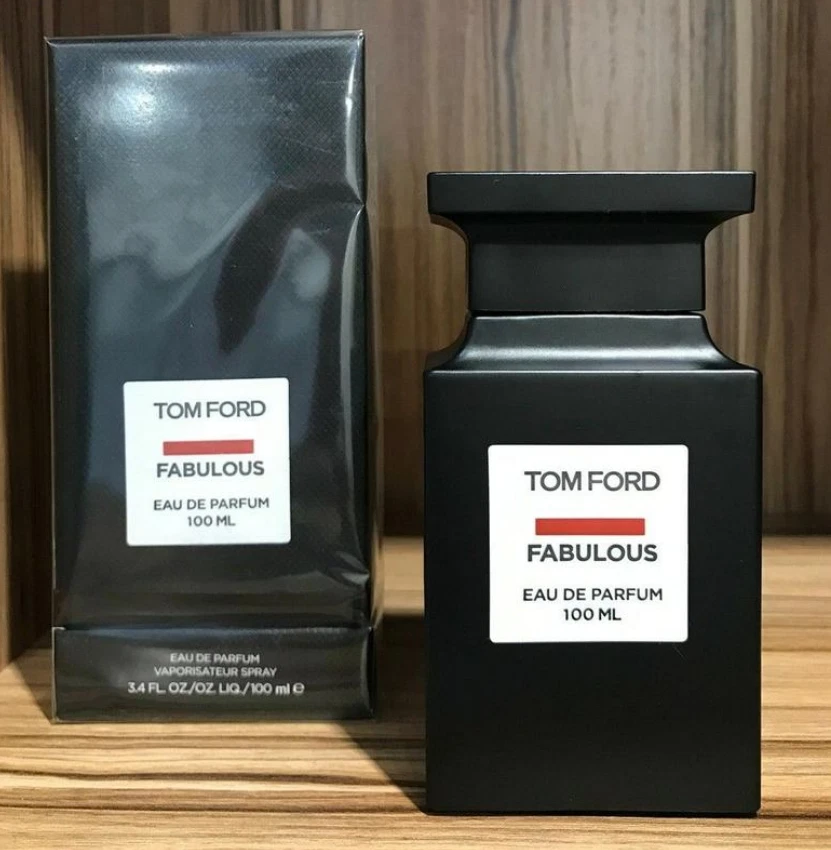 TOM FORD
FABULOUS
EAU DE PARFUM
100 ML
EAU DE PARFUM
VAPORISATEUR SPRAY
3.4 FL. OZ./OZ. LIQ./100 ml e
TOM FORD
FABULOUS
EAU DE PARFUM
100 ML